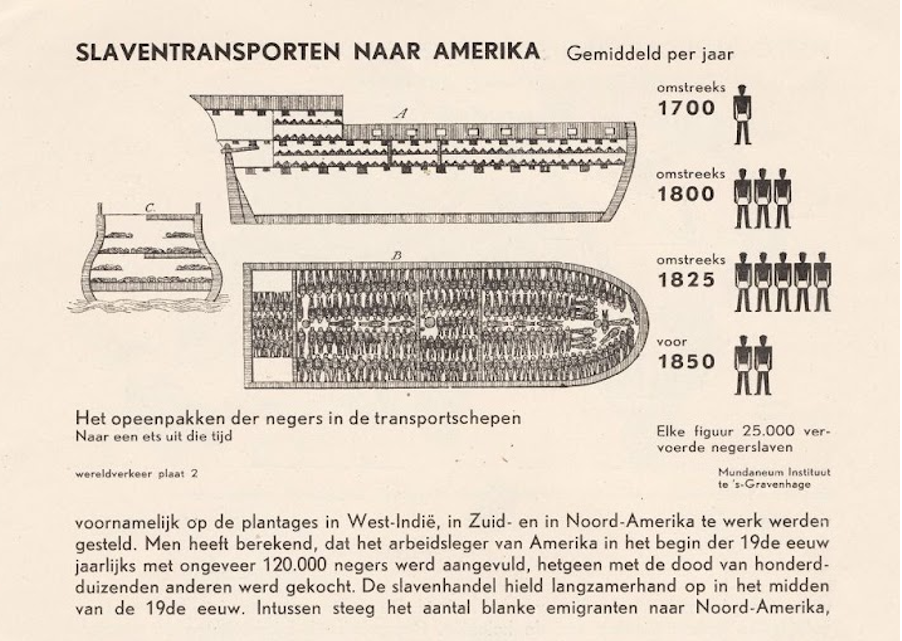 SLAVENTRANSPORTEN NAAR AMERIKA Gemiddeld per jaar
A
omstreeks
1700
omstreeks
1800
C.
B
omstreeks
1825
voor
1850
Het opeenpakken der negers in de transportschepen
Naar een ets uit die tijd
Elke figuur 25.000 ver-
voerde negerslaven
wereldverkeer plaat 2
Mundaneum Instituut
te 's-Gravenhage
voornamelijk op de plantages in West-Indië, in Zuid- en in Noord-Amerika te werk werden
gesteld. Men heeft berekend, dat het arbeidsleger van Amerika in het begin der 19de eeuw
jaarlijks met ongeveer 120.000 negers werd aangevuld, hetgeen met de dood van honderd-
duizenden anderen werd gekocht. De slavenhandel hield langzamerhand op in het midden
van de 19de eeuw. Intussen steeg het aantal blanke emigranten naar Noord-Amerika,